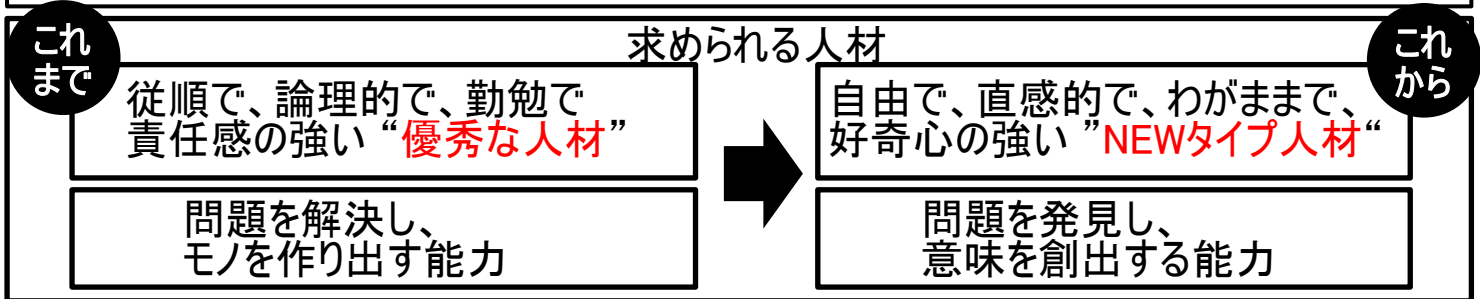 これ
まで
求められる人材
これ
から
従順で、論理的で、勤勉で
責任感の強い “優秀な人材”
自由で、直感的で、わがままで、
好奇心の強い ”NEWタイプ人材“
問題を解決し、
モノを作り出す能力
問題を発見し、
意味を創出する能力